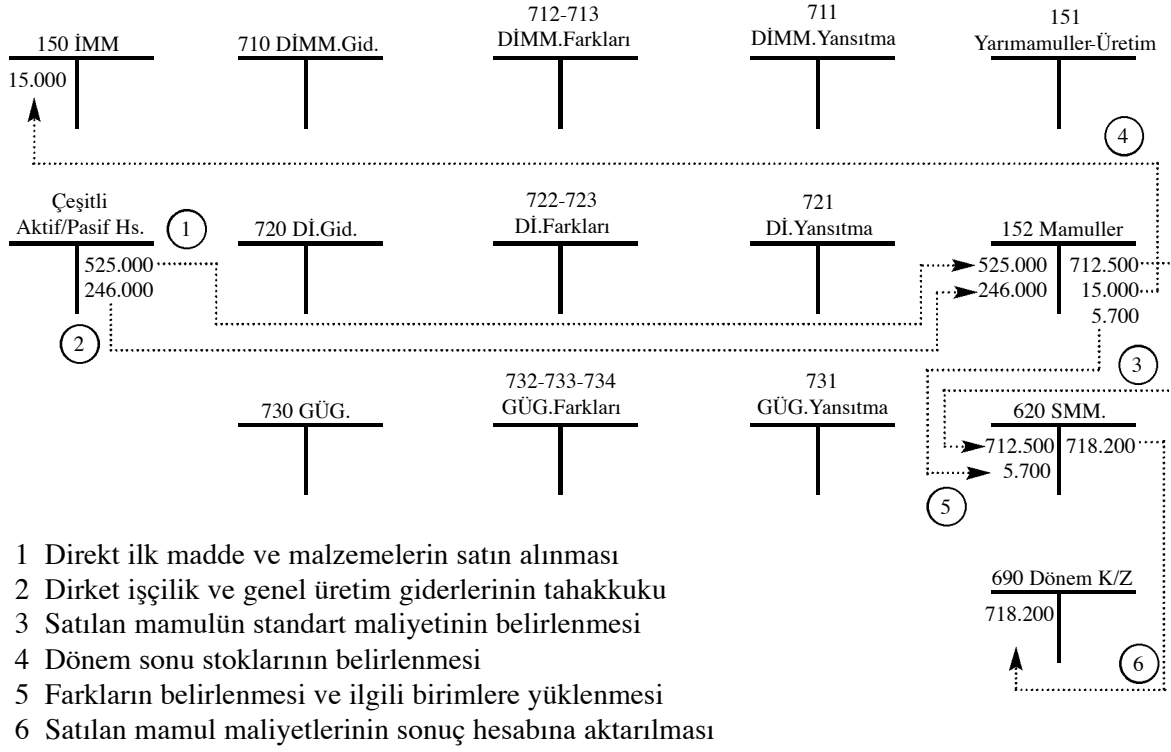 712-713
711
151
150 İMM
710 DİMM.Gid.
DİMM.Farkları
DİMM.Yansıtma
Yarımamuller-Üretim
15.000
4
Çeşitli
Aktif/Pasif Hs.
1
720 Dİ.Gid.
722-723
Dİ.Farkları
721
Dİ.Yansıtma
152 Mamuller
525.000
525.000
712.500
246.000
246.000
15.000
5.700
2
3
732-733-734
731
730 GÜG.
GÜG.Farkları
GÜG.Yansıtma
620 SMM.
712.500
718.200
5.700
5
1 Direkt ilk madde ve malzemelerin satın alınması
2 Dirket işçilik ve genel üretim giderlerinin tahakkuku
3 Satılan mamulün standart maliyetinin belirlenmesi
4 Dönem sonu stoklarının belirlenmesi
5 Farkların belirlenmesi ve ilgili birimlere yüklenmesi
6 Satılan mamul maliyetlerinin sonuç hesabına aktarılması
690 Dönem K/Z
718.200
6